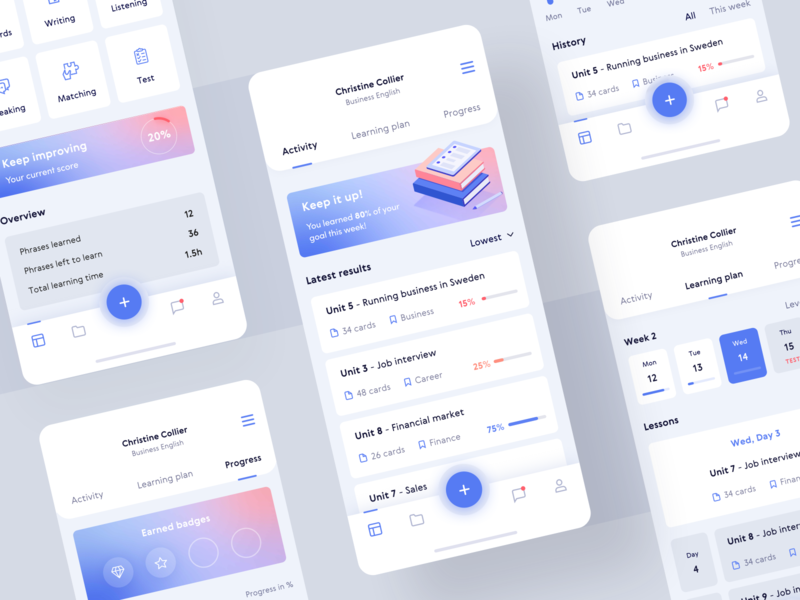 Writing
Listening
Matching
Test
Keep improving
Your current score
20%
Overview
Phrases learned 12
Phrases left to learn 36
Total learning time 1.5h
Christine Collier
Business English
Activity Learning plan Progress
Earned badges
Progress in %
Christine Collier
Business English
Activity Learning plan Progress
Keep it up!
You learned 80% of your
goal this week!
Latest results Lowest
Unit 5 - Running business in Sweden
34 cards Business 15%
Unit 3 - Job interview
48 cards Career 25%
Unit 8 - Financial market
26 cards Finance 75%
Unit 7 - Sales
Mon Tue Wed
All This week
History
Unit 5 - Running business in Sweden
34 cards 15%
Christine Collier
Business English
Activity Learning plan
Week 2
Mon Tue Wed Thu
12 13 14 15
TEST
Lessons
Wed, Day 3
Unit 7 - Job interview
34 cards
Day
4
Unit 8 - Job
34 cards
Unit 9 - Job